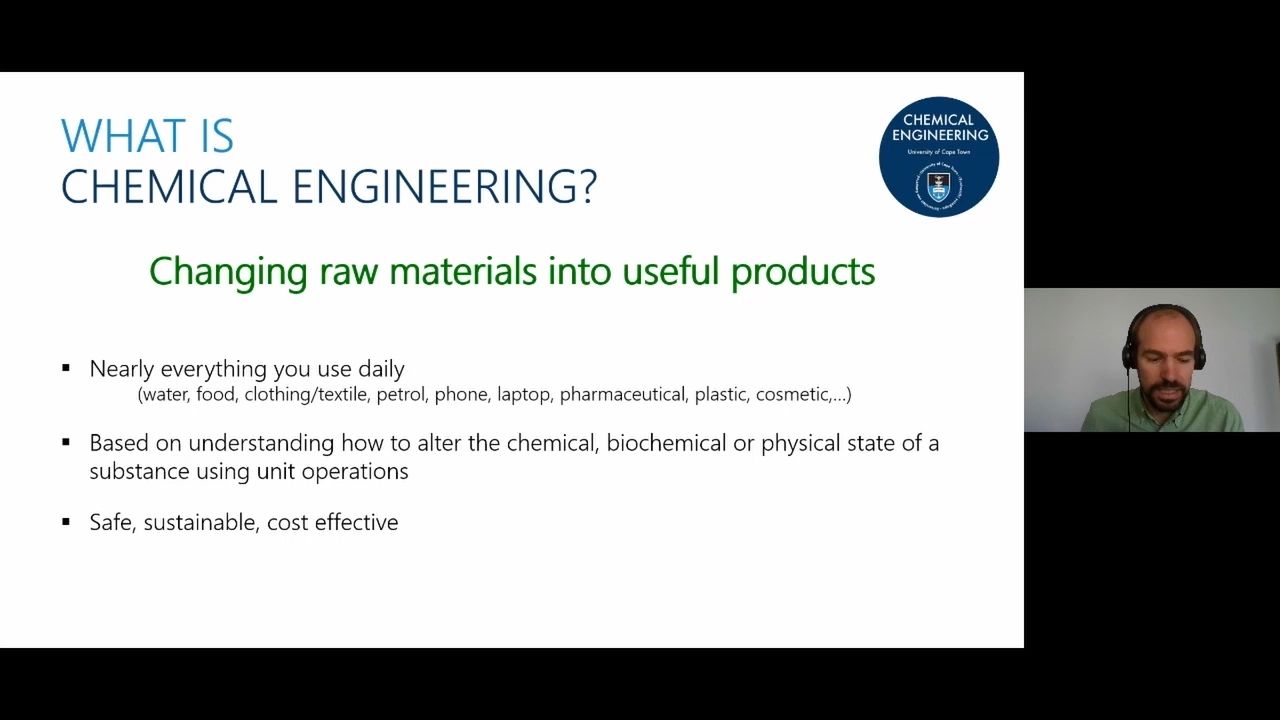 WHAT IS
CHEMICAL ENGINEERING?
CHEMICAL
ENGINEERING
University of Cape Town
Changing raw materials into useful products
▪ Nearly everything you use daily
(water, food, clothing/textile, petrol, phone, laptop, pharmaceutical, plastic, cosmetic,...)
▪ Based on understanding how to alter the chemical, biochemical or physical state of a
substance using unit operations
▪ Safe, sustainable, cost effective